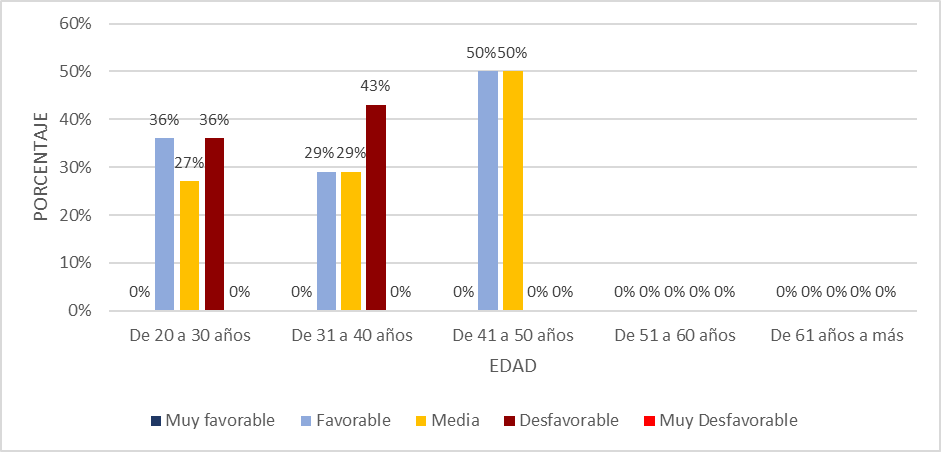 60%
50%
40%
30%
20%
10%
0%
PORCENTAJE
0% 36% 27% 36% 0%
0% 29% 29% 43% 0%
0% 50% 50% 0% 0%
0% 0% 0% 0% 0%
0% 0% 0% 0% 0%
De 20 a 30 años
De 31 a 40 años
De 41 a 50 años
De 51 a 60 años
De 61 años a más
EDAD
Muy favorable
Favorable
Media
Desfavorable
Muy Desfavorable